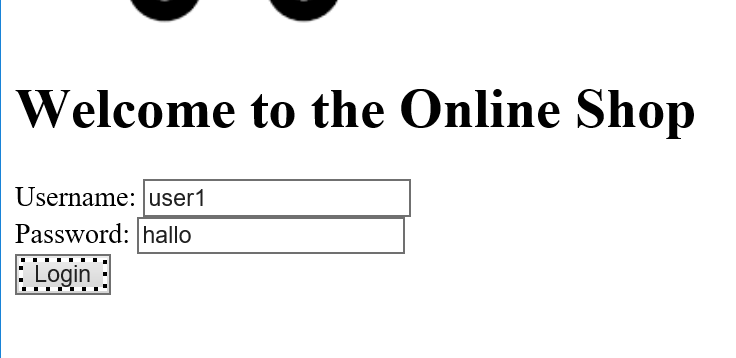 Welcome to the Online Shop
Username: user1
Password: hallo
Login